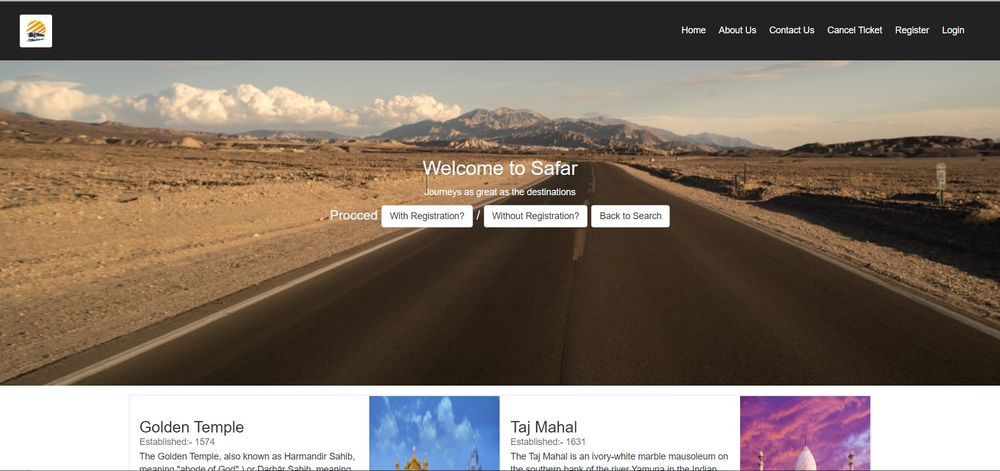 Home About Us Contact Us Cancel Ticket Register Login
Welcome to Safar
Journeys as great as the destinations
Procced With Registration? / Without Registration? Back to Search
Golden Temple
Established:- 1574
The Golden Temple, also known as Harmandir Sahib,
meaning "abode of God" ) or Darbār Sahib, meaning
Taj Mahal
Established:- 1631
The Taj Mahal is an ivory-white marble mausoleum on
the southern bank of the river Yamuna in the Indian